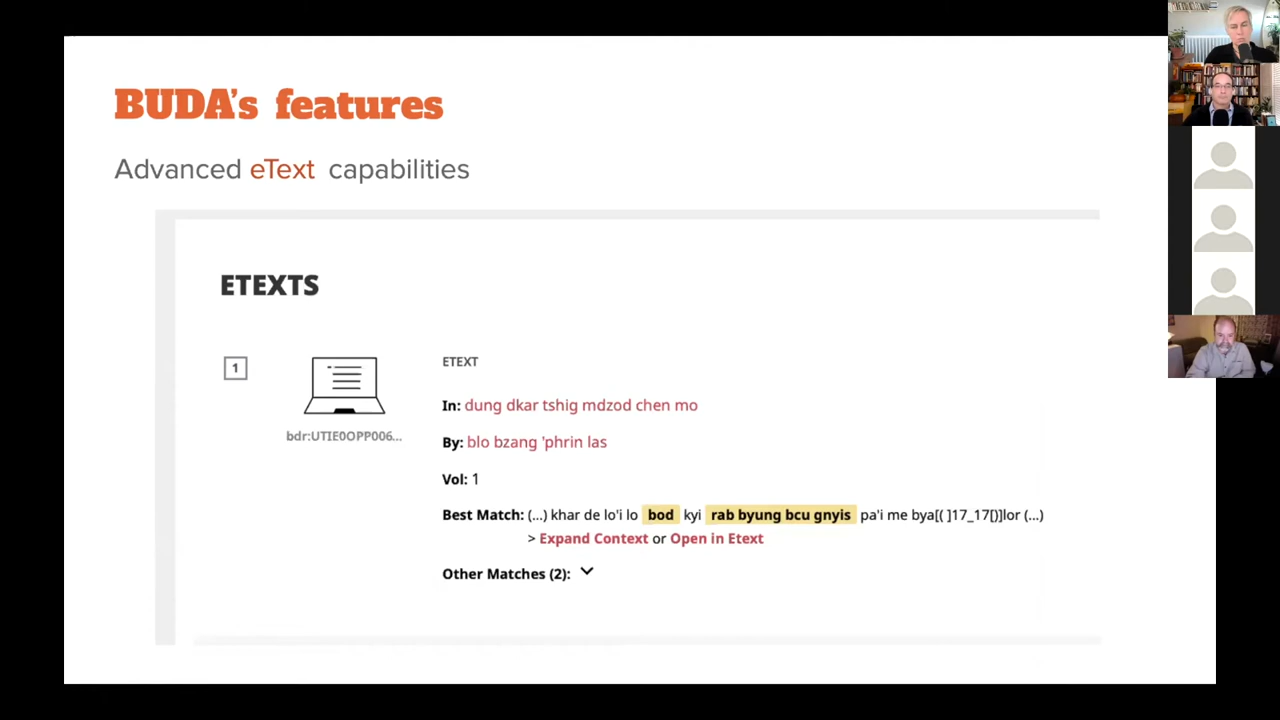 BUDA's features
Advanced eText capabilities
ETEXTS
1
bdr:UTIE0OPP006...
ETEXT
In: dung dkar tshig mdzod chen mo
By: blo bzang 'phrin las
Vol: 1
Best Match: (...) khar de lo'i lo bod kyi rab byung bcu gnyis pa'i me bya[( ]17_17[)]lor (...)
> Expand Context or Open in Etext
Other Matches (2):